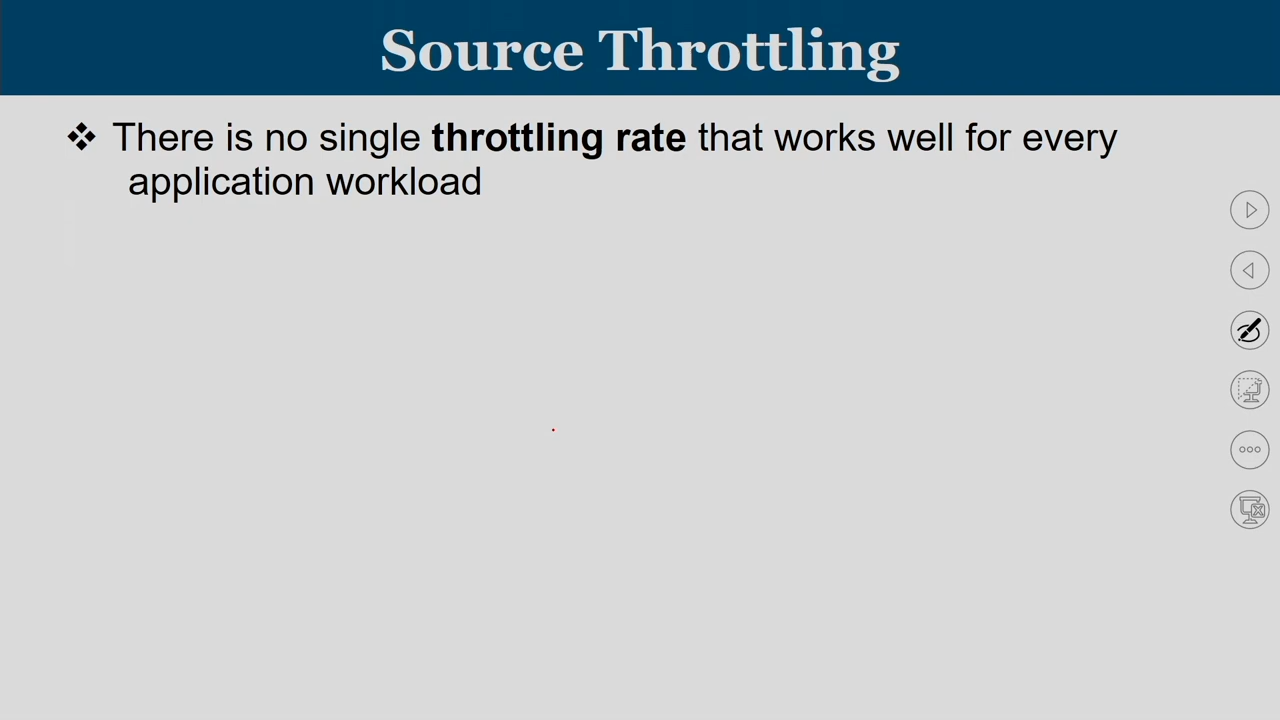 Source Throttling
❖ There is no single throttling rate that works well for every
application workload